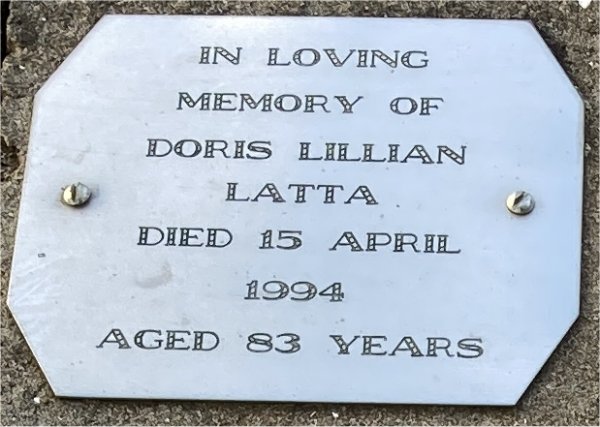 IN LOVING
MEMORY OF
DORIS LILLIAN
LATTA
DIED 15 APRIL
1994
AGED 83 YEARS